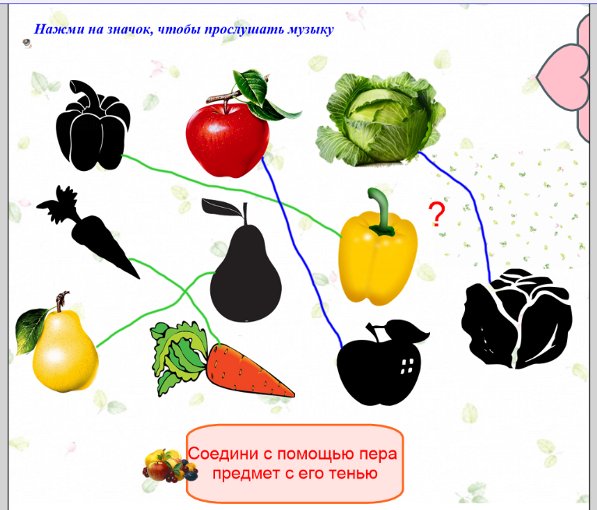 Нажми на значок, чтобы прослушать музыку
?
Соедини с помощью пера
предмет с его тенью